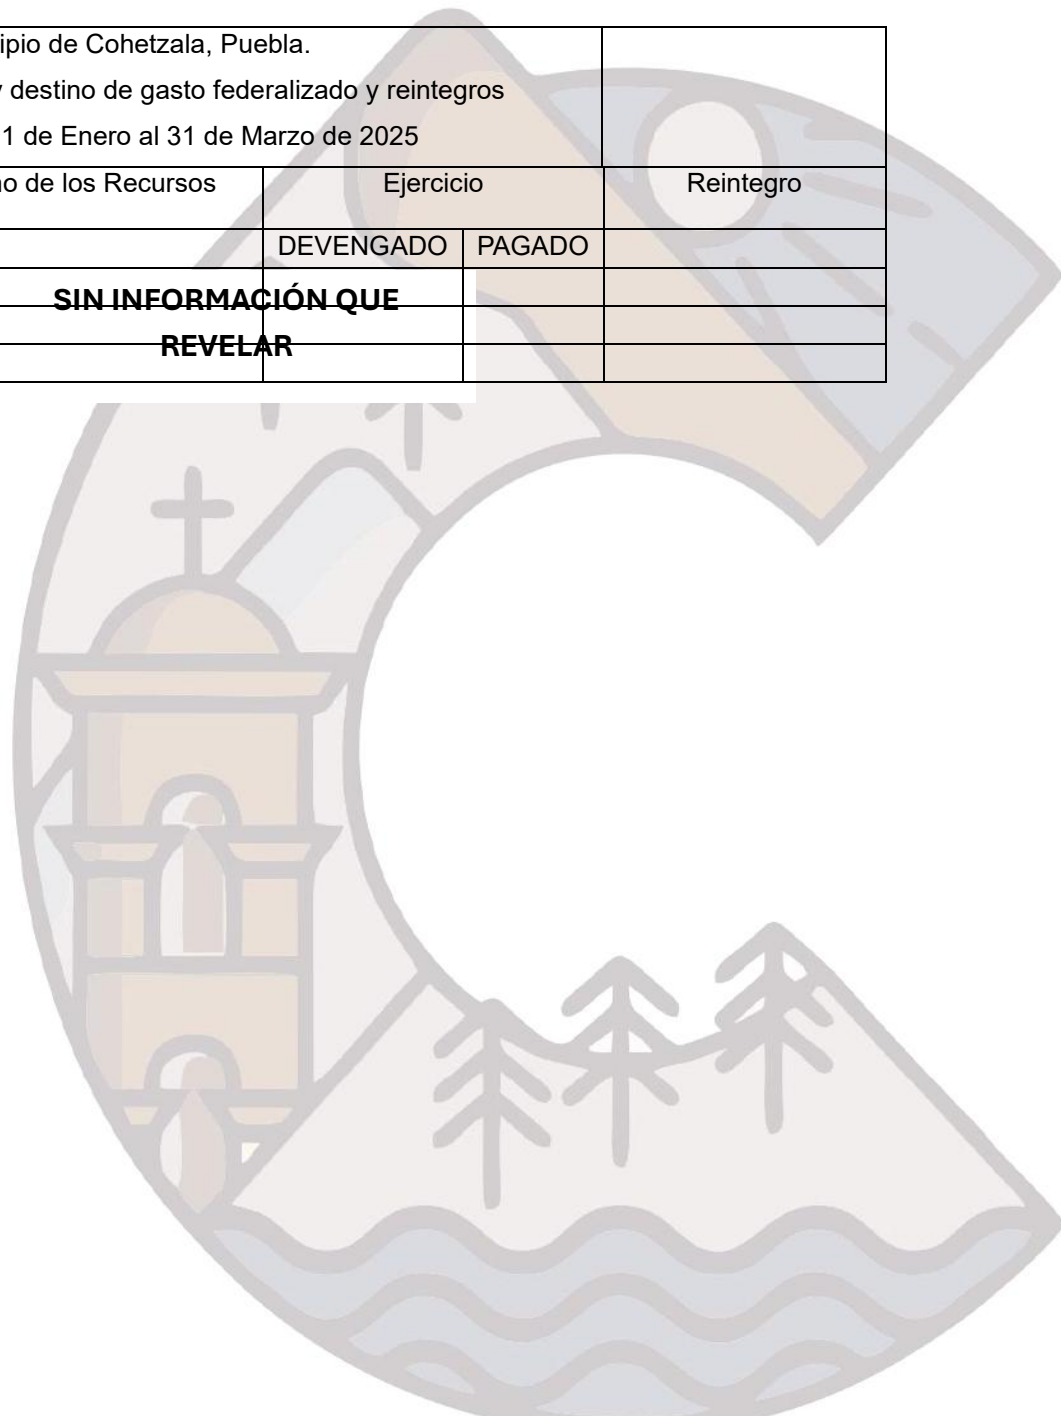 ipio de Cohetzala, Puebla.
destino de gasto federalizado y reintegros
1 de Enero al 31 de Marzo de 2025
o de los Recursos Ejercicio Reintegro
DEVENGADO PAGADO
SIN INFORMACIÓN QUE
REVELAR